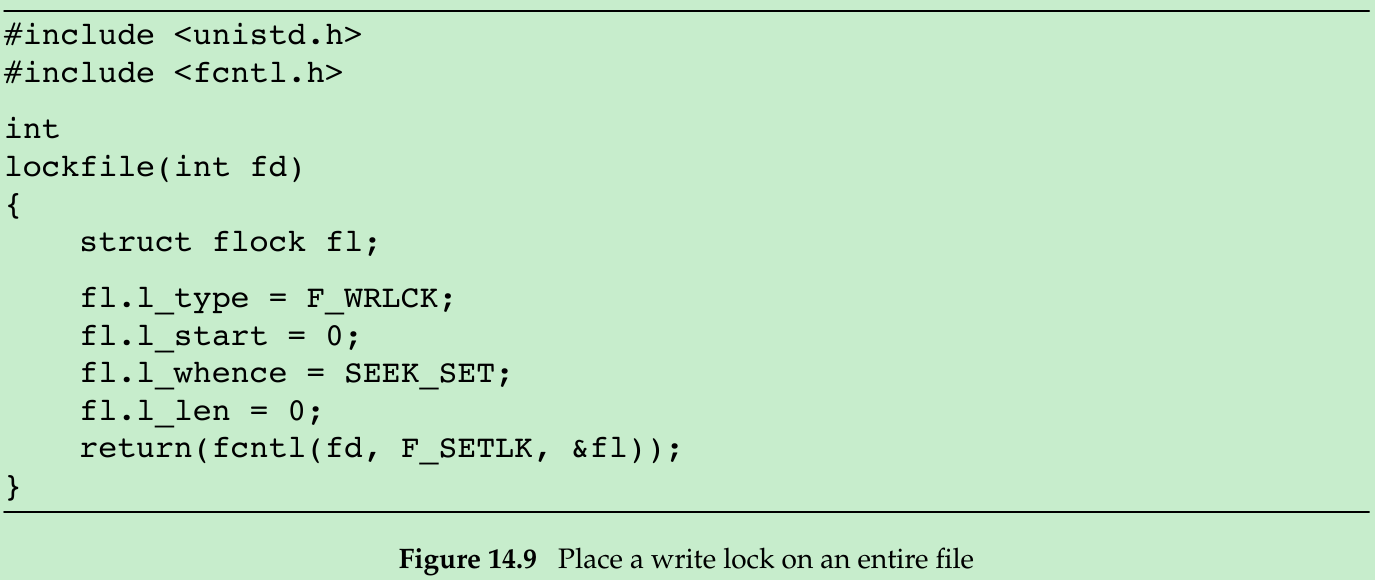 #include <unistd.h>
#include <fcntl.h>
int
lockfile(int fd)
{
    struct flock fl;
    fl.l_type = F_WRLCK;
    fl.l_start = 0;
    fl.l_whence = SEEK_SET;
    fl.l_len = 0;
    return(fcntl(fd, F_SETLK, &fl));
}
Figure 14.9 Place a write lock on an entire file